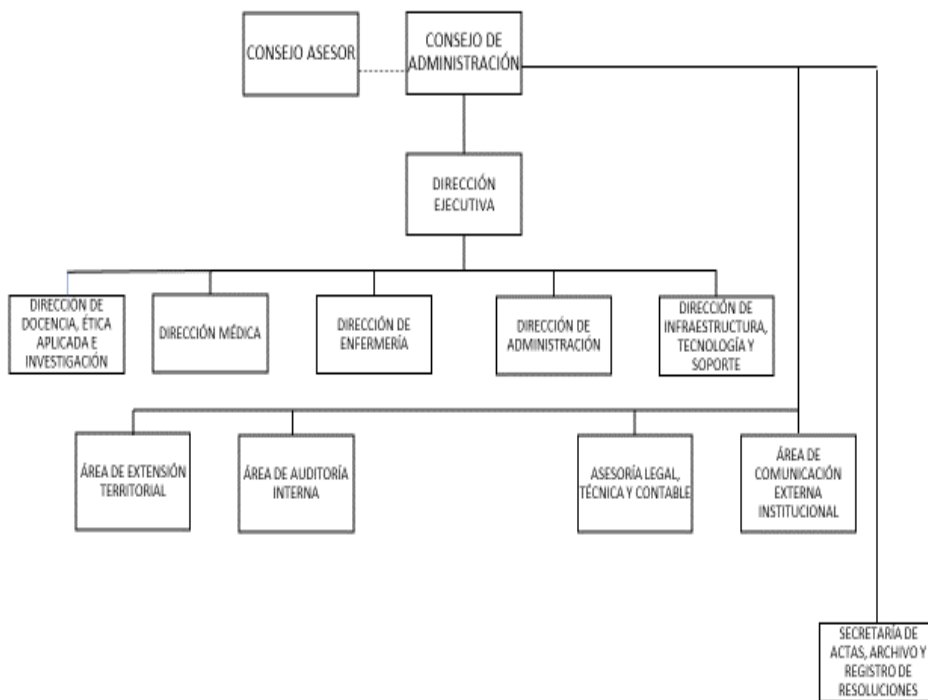 CONSEJO ASESOR
CONSEJO DE
ADMINISTRACIÓN
DIRECCIÓN
EJECUTIVA
DIRECCIÓN DE
DOCENCIA, ÉTICA
APLICADA E
INVESTIGACIÓN
DIRECCIÓN MÉDICA
DIRECCIÓN DE
ENFERMERÍA
DIRECCIÓN DE
ADMINISTRACIÓN
DIRECCIÓN DE
INFRAESTRUCTURA,
TECNOLOGÍA Y
SOPORTE
ÁREA DE EXTENSIÓN
TERRITORIAL
ÁREA DE AUDITORÍA
INTERNA
ASESORÍA LEGAL,
TÉCNICA Y CONTABLE
ÁREA DE
COMUNICACIÓN
EXTERNA
INSTITUCIONAL
SECRETARÍA DE
ACTAS, ARCHIVO Y
REGISTRO DE
RESOLUCIONES